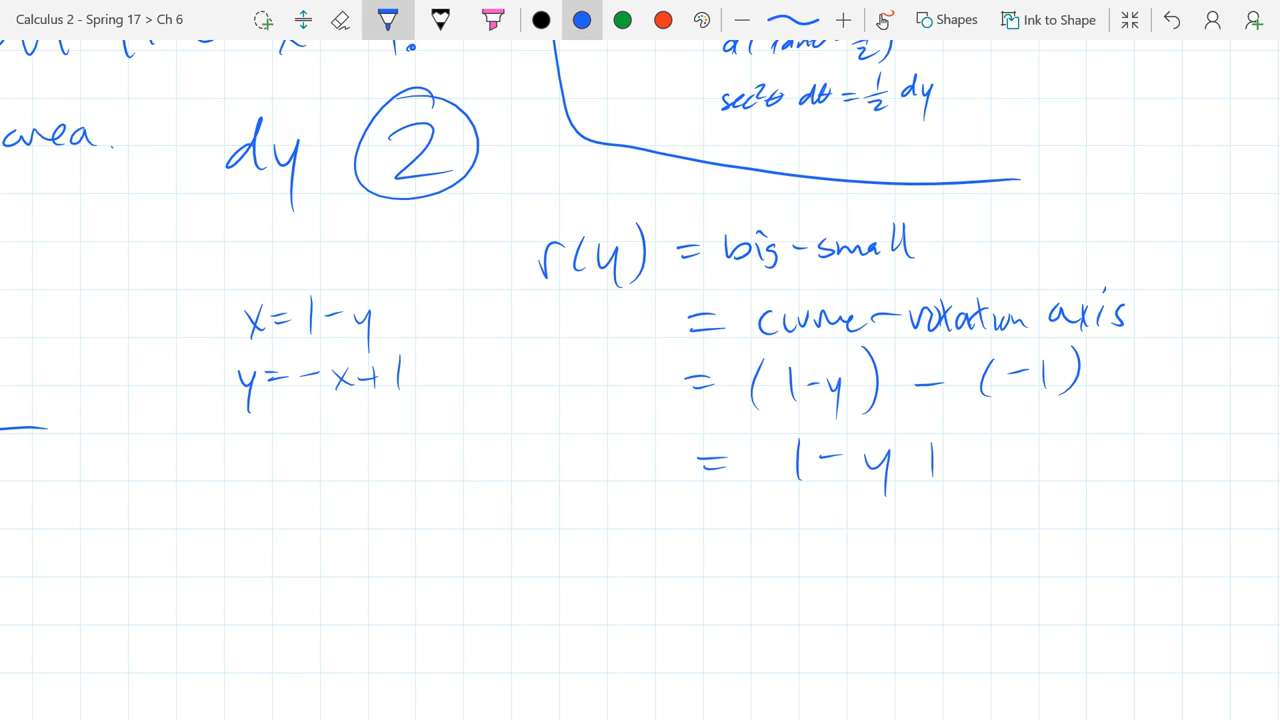 Calculus 2 - Spring 17 > Ch 6
Shapes
Ink to Shape
sec²θ dθ = 1/2 dy
area.
dy 2
r(y) = big - small
x = 1 - y
= curve - rotation axis
y = -x + 1
= (1 - y) - (-1)
= 1 - y 1